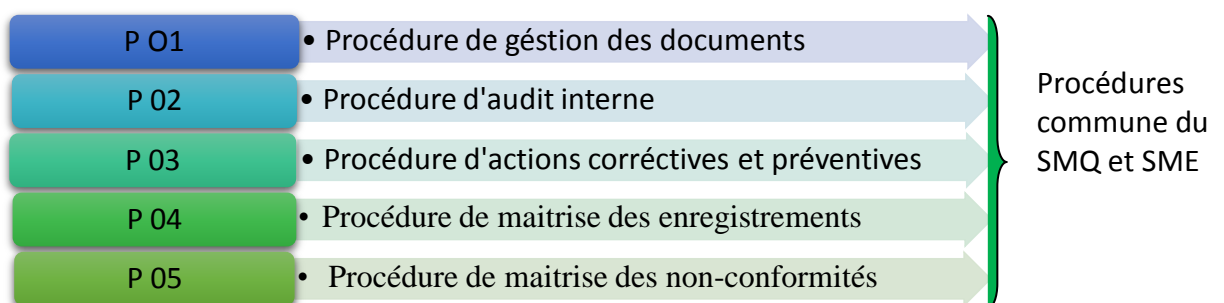 P O1
• Procédure de géstion des documents
P 02
• Procédure d'audit interne
P 03
• Procédure d'actions corréctives et préventives
P 04
• Procédure de maitrise des enregistrements
P 05
• Procédure de maitrise des non-conformités
Procédures
commune du
SMQ et SME